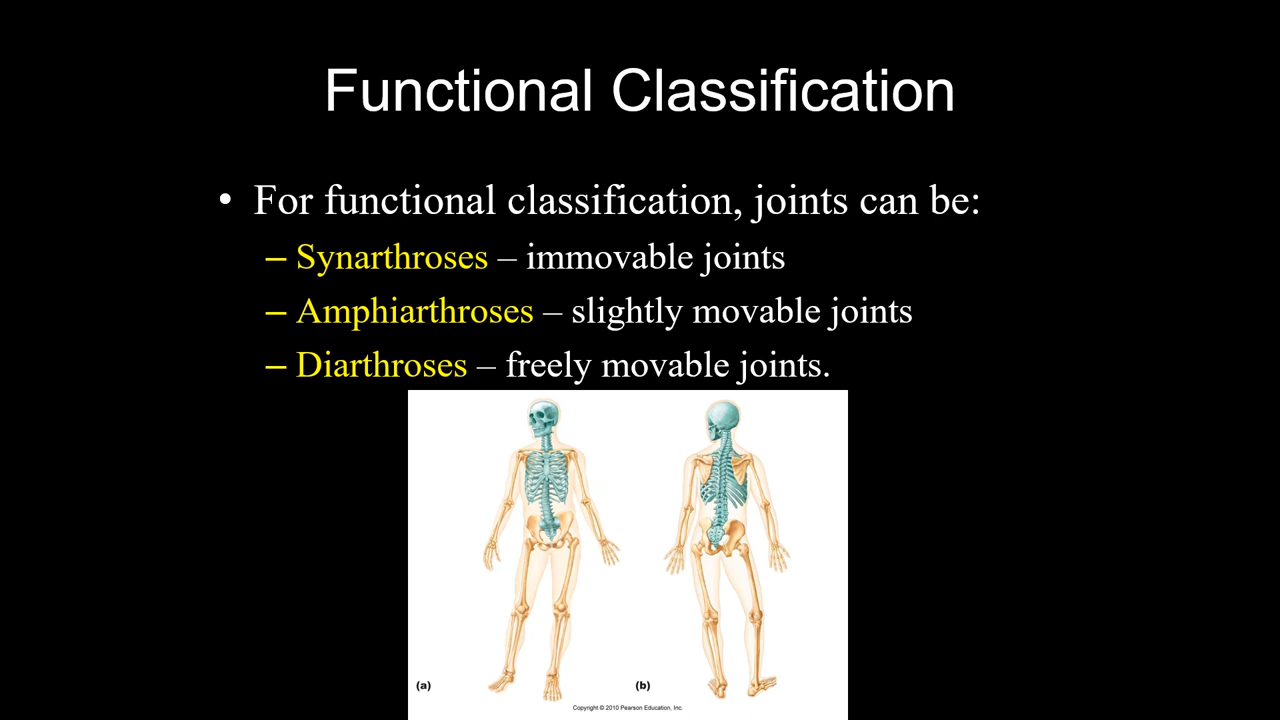 Functional Classification
• For functional classification, joints can be:
– Synarthroses – immovable joints
– Amphiarthroses – slightly movable joints
– Diarthroses – freely movable joints.
(a)
(b)
Copyright © 2010 Pearson Education, Inc.